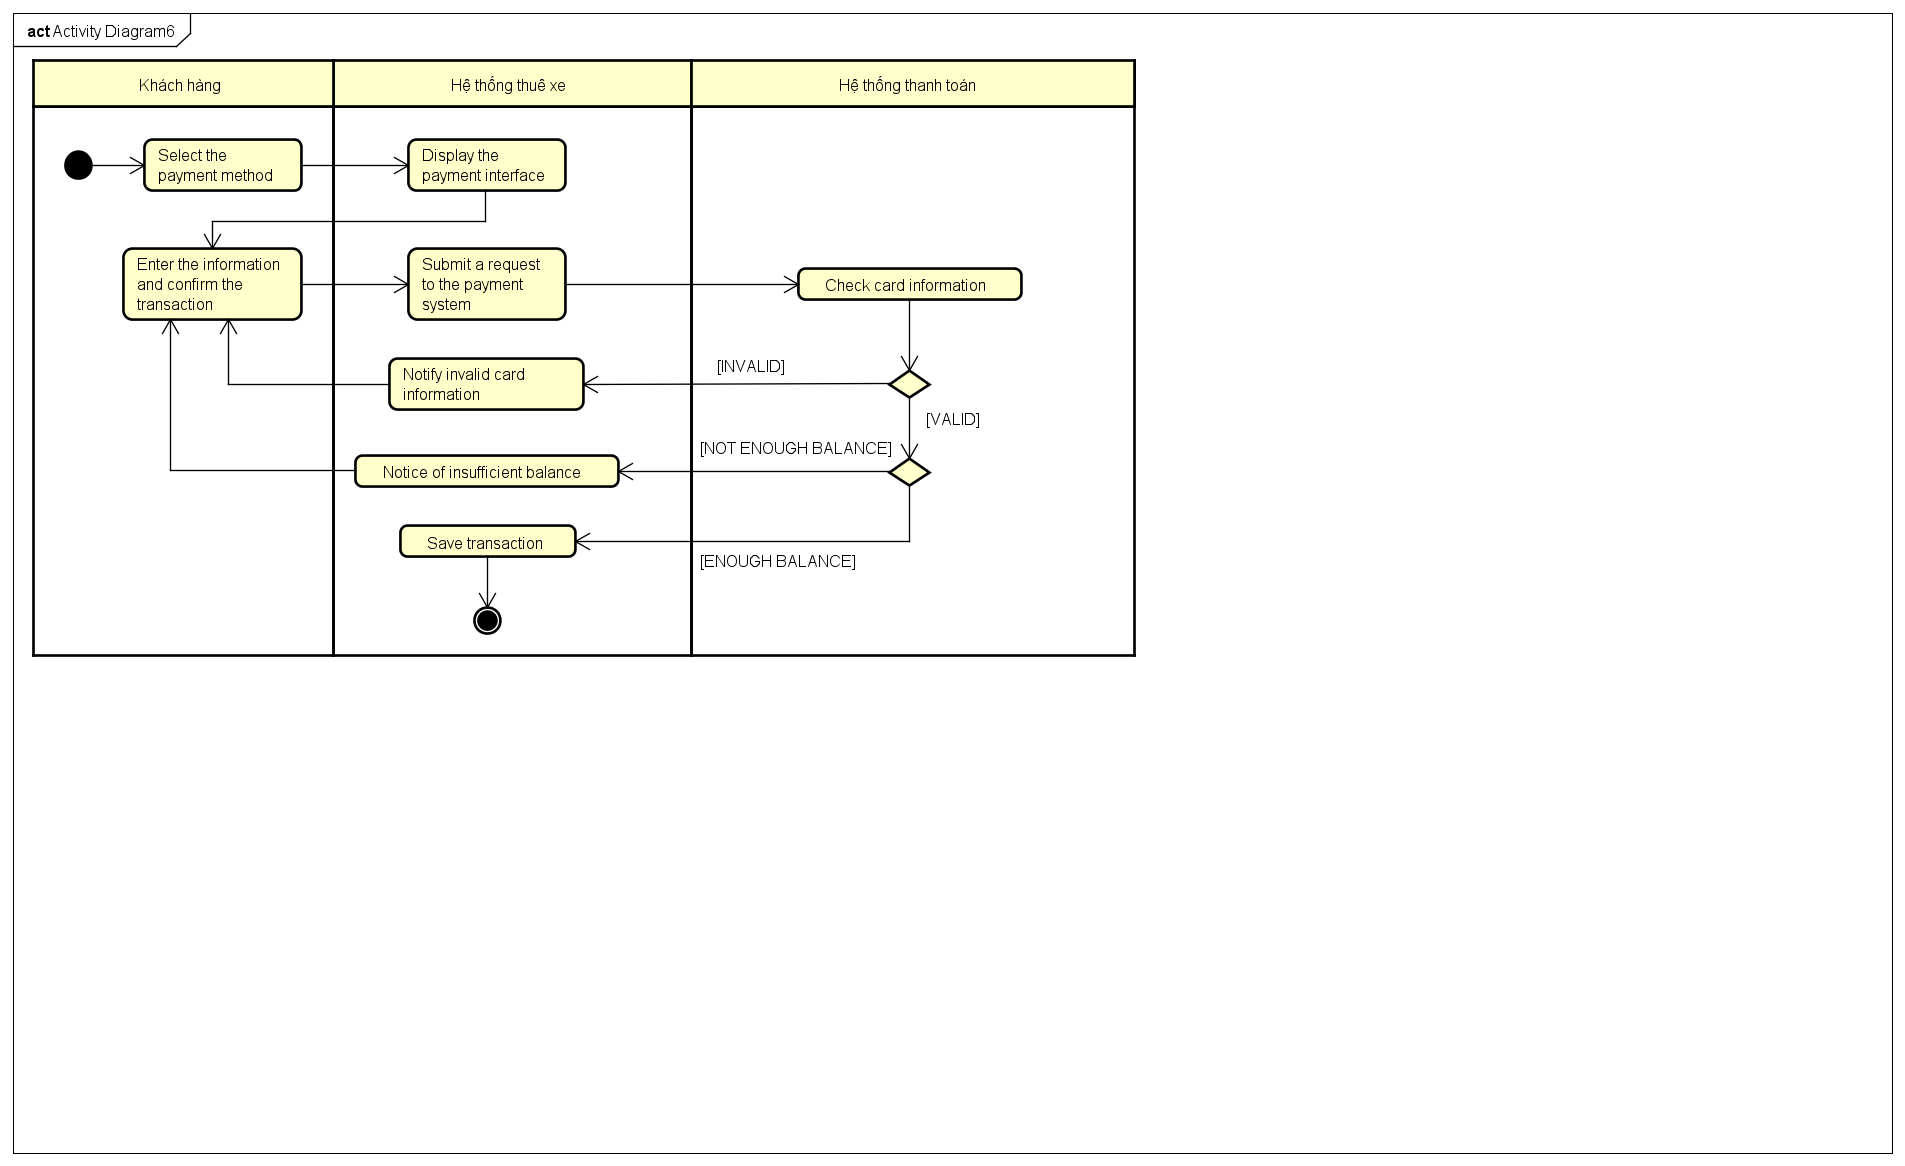 act Activity Diagram6
Khách hàng
Hệ thống thuê xe
Hệ thống thanh toán
Select the
payment method
Display the
payment interface
Enter the information
and confirm the
transaction
Submit a request
to the payment
system
Check card information
[INVALID]
Notify invalid card
information
[VALID]
[NOT ENOUGH BALANCE]
Notice of insufficient balance
Save transaction
[ENOUGH BALANCE]